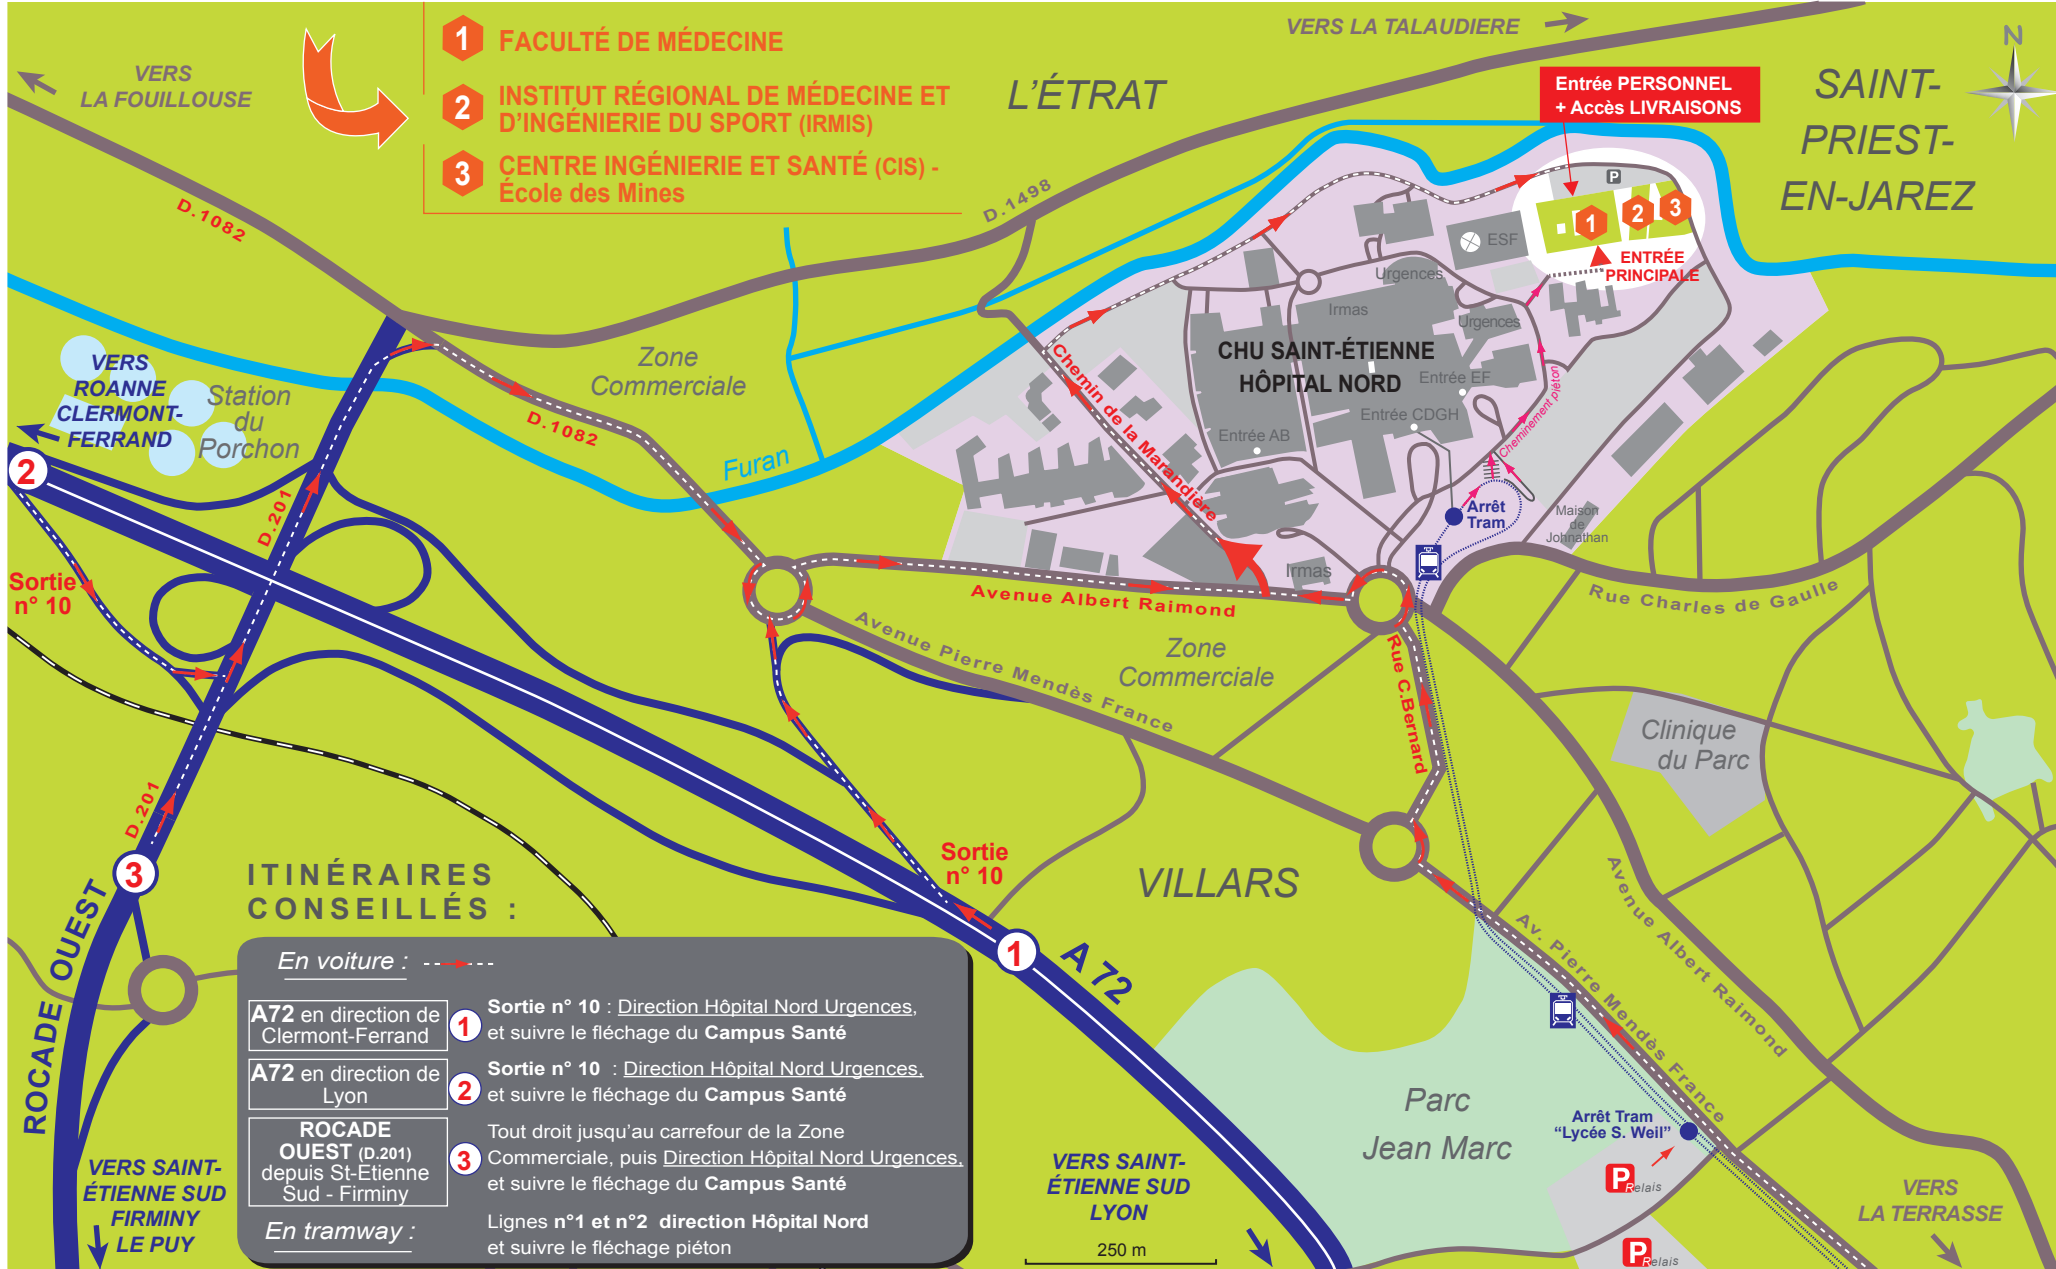 1 FACULTÉ DE MÉDECINE
2 INSTITUT RÉGIONAL DE MÉDECINE ET
D'INGÉNIERIE DU SPORT (IRMIS)
3 CENTRE INGÉNIERIE ET SANTÉ (CIS) -
École des Mines
VERS LA TALAUDIERE
N
VERS
LA FOUILLOUSE
L'ÉTRAT
Entrée PERSONNEL
+ Accès LIVRAISONS
SAINT-
PRIEST-
EN-JAREZ
D.1082
D.1498
P
1
2
3
ESF
ENTRÉE
PRINCIPALE
Urgences
Irmas
Urgences
CHU SAINT-ÉTIENNE
HÔPITAL NORD
Entrée EF
Entrée CDGH
Entrée AB
Chemin de la Marandière
Cheminement piéton
Zone
Commerciale
D.1082
Furan
VERS
ROANNE
CLERMONT-
FERRAND
Station
du
Porchon
2
D.201
Sortie
n° 10
Arrêt
Tram
Maison
de
Johnathan
Irmas
Avenue Albert Raimond
Rue Charles de Gaulle
Avenue Pierre Mendès France
Zone
Commerciale
Rue C.Bernard
Clinique
du Parc
D.201
3
Sortie
n° 10
VILLARS
1
A 72
ROCADE OUEST
Av. Pierre Mendès France
Avenue Albert Raimond
Parc
Jean Marc
Arrêt Tram
“Lycée S. Weil”
P Relais
P Relais
VERS
LA TERRASSE
VERS SAINT-
ÉTIENNE SUD
LYON
250 m
VERS SAINT-
ÉTIENNE SUD
FIRMINY
LE PUY
ITINÉRAIRES
CONSEILLÉS :
En voiture :
A72 en direction de
Clermont-Ferrand
1
Sortie n° 10 : Direction Hôpital Nord Urgences,
et suivre le fléchage du Campus Santé
A72 en direction de
Lyon
2
Sortie n° 10 : Direction Hôpital Nord Urgences,
et suivre le fléchage du Campus Santé
ROCADE
OUEST (D.201)
depuis St-Etienne
Sud - Firminy
3
Tout droit jusqu'au carrefour de la Zone
Commerciale, puis Direction Hôpital Nord Urgences,
et suivre le fléchage du Campus Santé
En tramway :
Lignes n°1 et n°2 direction Hôpital Nord
et suivre le fléchage piéton